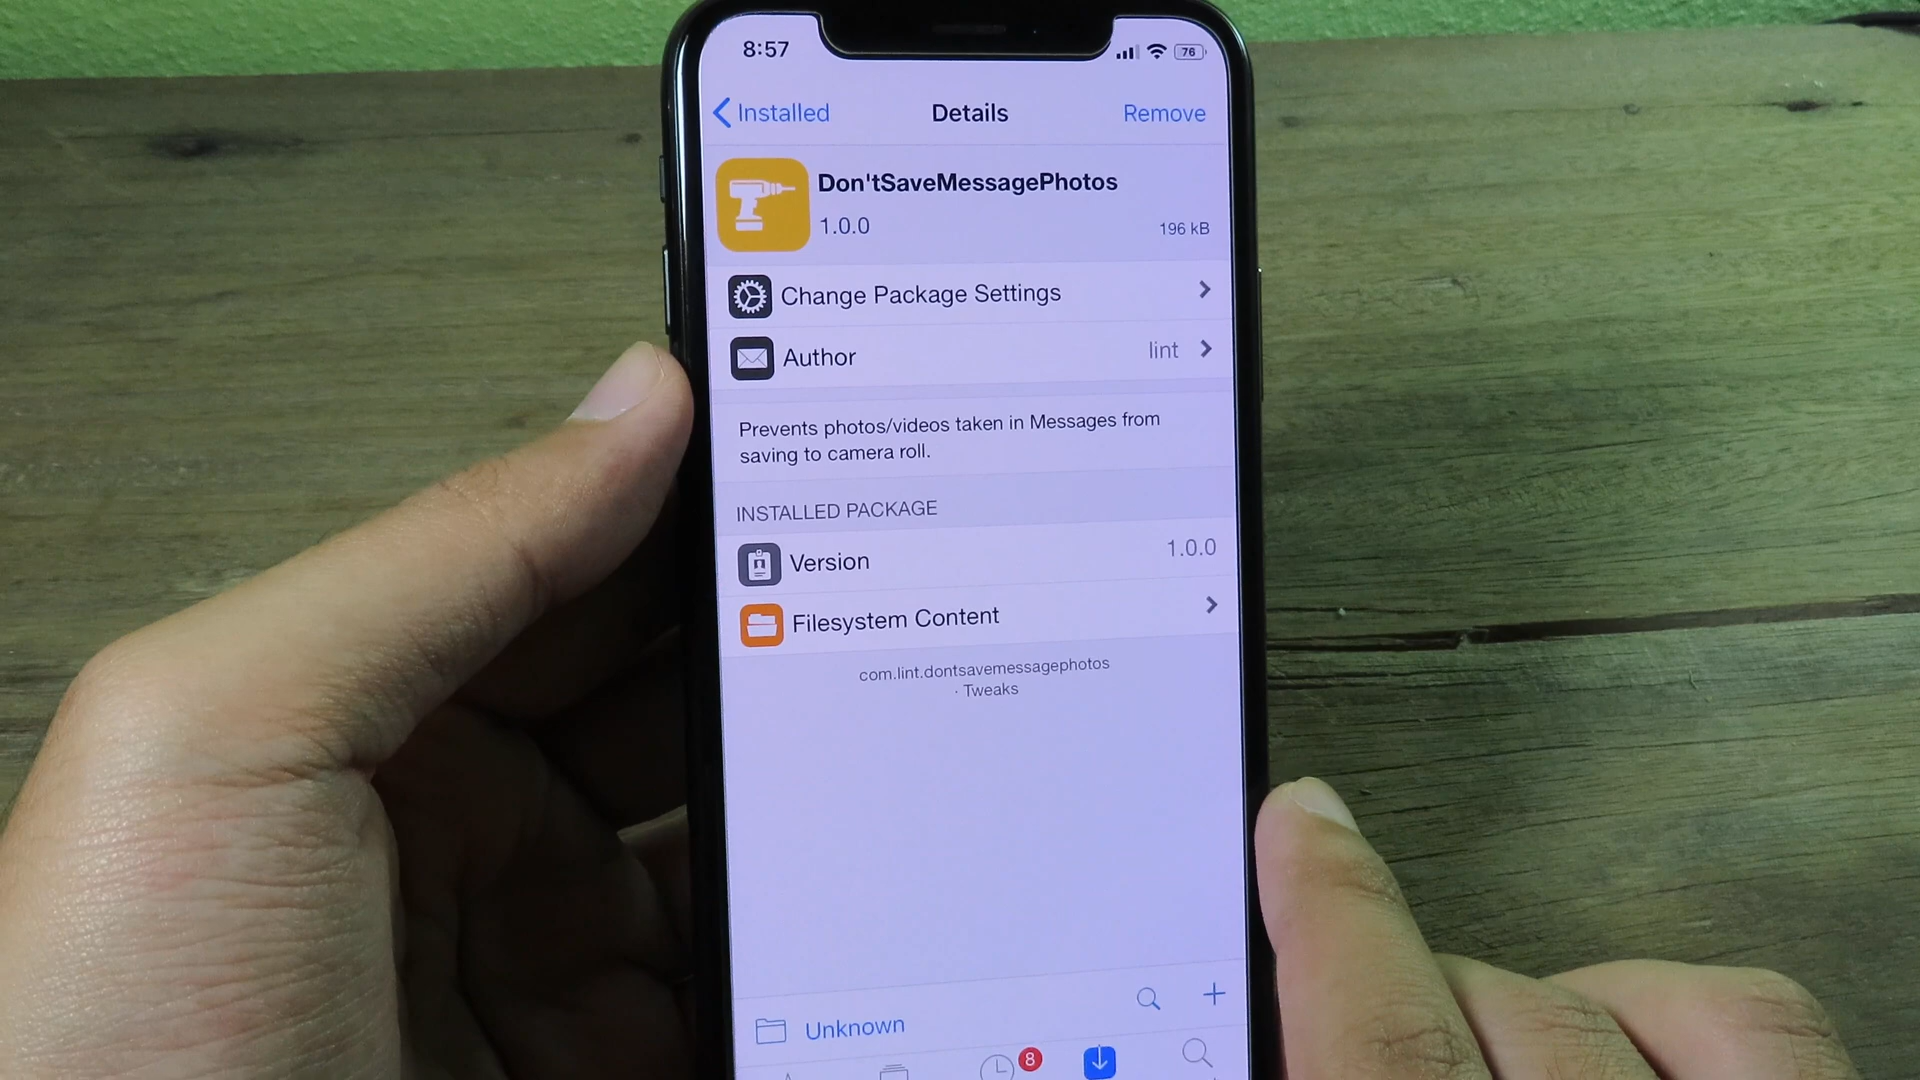 8:57
76
Installed
Details
Remove
Don'tSaveMessagePhotos
1.0.0
196 kB
Change Package Settings
Author
lint
Prevents photos/videos taken in Messages from
saving to camera roll.
INSTALLED PACKAGE
Version
1.0.0
Filesystem Content
com.lint.dontsavemessagephotos
· Tweaks
Unknown
8